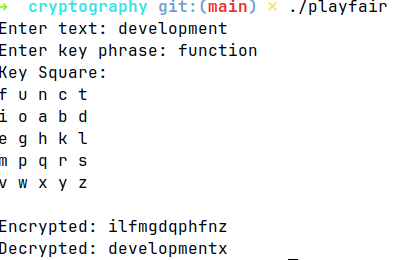 → cryptography git:(main) × ./playfair
Enter text: development
Enter key phrase: function
Key Square:
f u n c t
i o a b d
e g h k l
m p q r s
v w x y z
Encrypted: ilfmgdqphfnz
Decrypted: developmentx